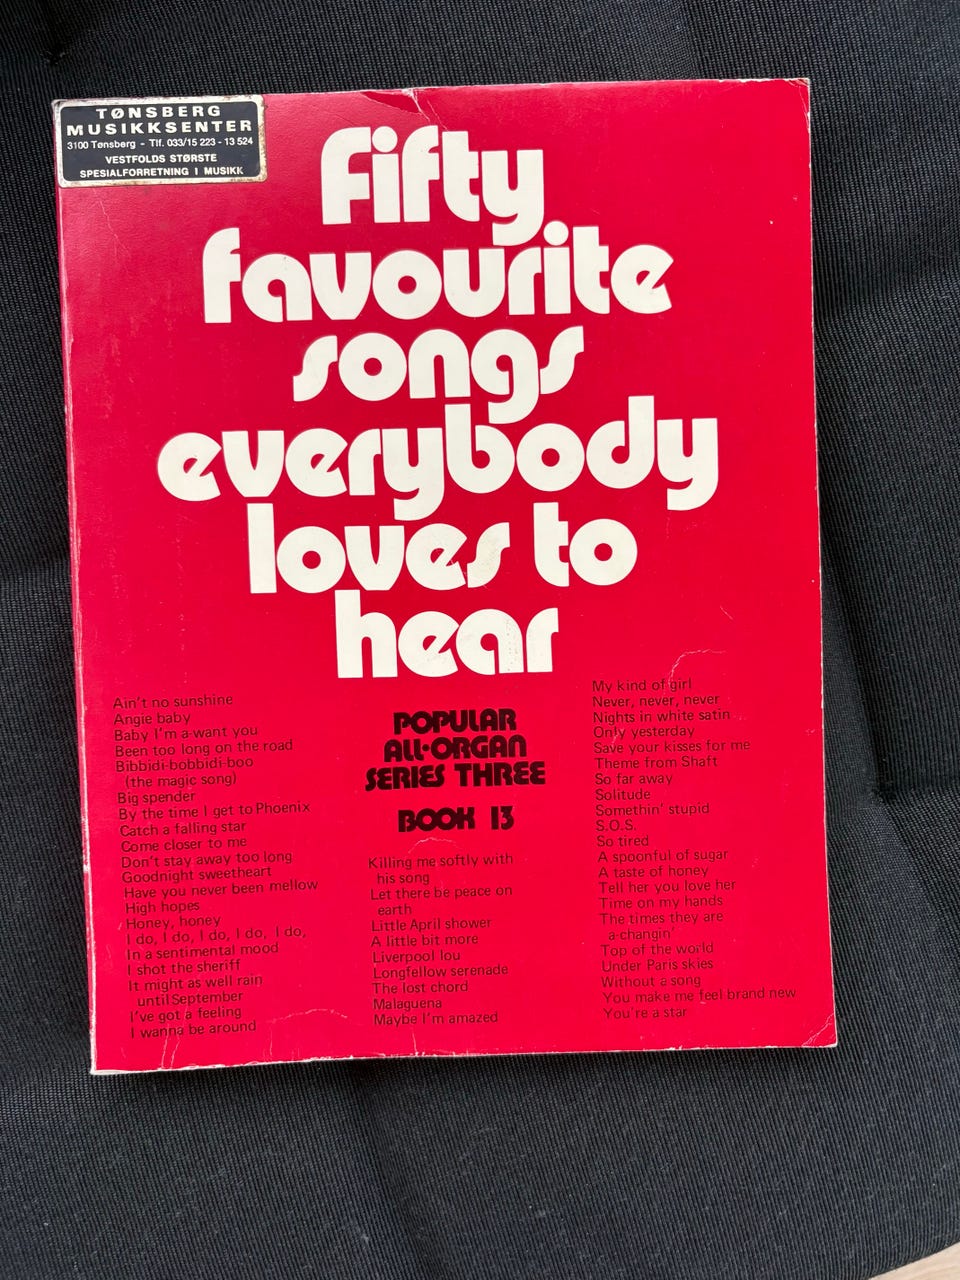 TØNSBERG
MUSIKKSENTER
3100 Tønsberg - Tlf. 033/15 223 - 13 524
VESTFOLDS STØRSTE
SPESIALFORRETNING I MUSIKK
Fifty
favourite
songs
everybody
loves to
hear
Ain't no sunshine
Angie baby
Baby I'm a-want you
Been too long on the road
Bibbidi-bobbidi-boo
(the magic song)
Big spender
By the time I get to Phoenix
Catch a falling star
Come closer to me
Don't stay away too long
Goodnight sweetheart
Have you never been mellow
High hopes
Honey, honey
I do, I do, I do, I do, I do,
In a sentimental mood
I shot the sheriff
It might as well rain
until September
I've got a feeling
I wanna be around
POPULAR
ALL-ORGAN
SERIES THREE
BOOK 13
Killing me softly with
his song
Let there be peace on
earth
Little April shower
A little bit more
Liverpool lou
Longfellow serenade
The lost chord
Malaguena
Maybe I'm amazed
My kind of girl
Never, never, never
Nights in white satin
Only yesterday
Save your kisses for me
Theme from Shaft
So far away
Solitude
Somethin' stupid
S.O.S.
So tired
A spoonful of sugar
A taste of honey
Tell her you love her
Time on my hands
The times they are
a-changin'
Top of the world
Under Paris skies
Without a song
You make me feel brand new
You're a star